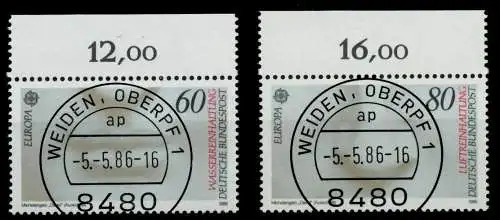 12,00
EUROPA
60
WASSERREINHALTUNG
DEUTSCHE BUNDESPOST
WEIDEN, OBERPF 1
ap
-5.-5.86-16
8480
16,00
EUROPA
80
LUFTREINHALTUNG
DEUTSCHE BUNDESPOST
WEIDEN, OBERPF 1
ap
-5.-5.86-16
8480